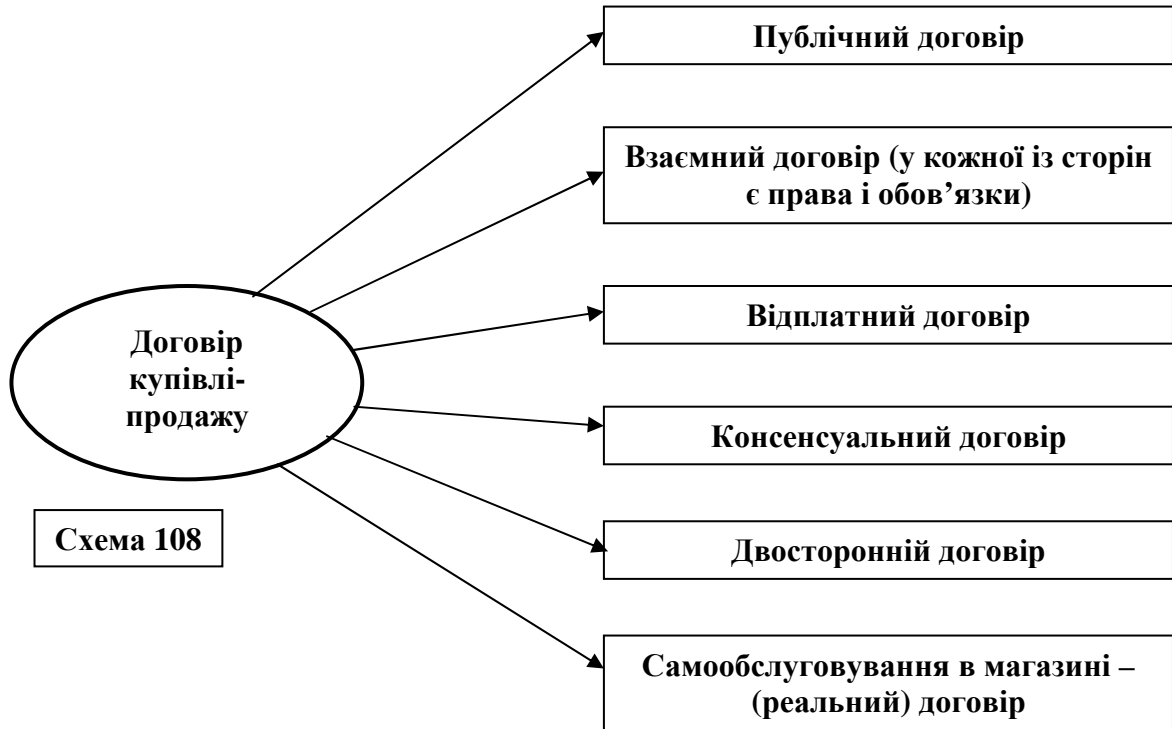 Публічний договір
Взаємний договір (у кожної із сторін
є права і обов’язки)
Відплатний договір
Договір
купівлі-
продажу
Консенсуальний договір
Схема 108
Двосторонній договір
Самообслуговування в магазині –
(реальний) договір